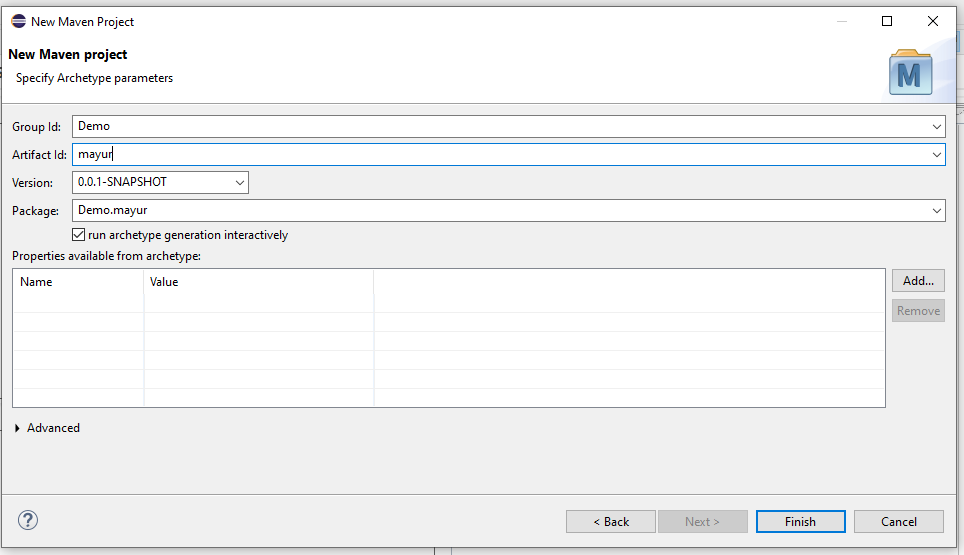 New Maven Project
New Maven project
Specify Archetype parameters
M
Group Id: Demo
Artifact Id: mayur
Version: 0.0.1-SNAPSHOT
Package: Demo.mayur
run archetype generation interactively
Properties available from archetype:
Name Value
Add...
Remove
Advanced
? < Back Next > Finish Cancel